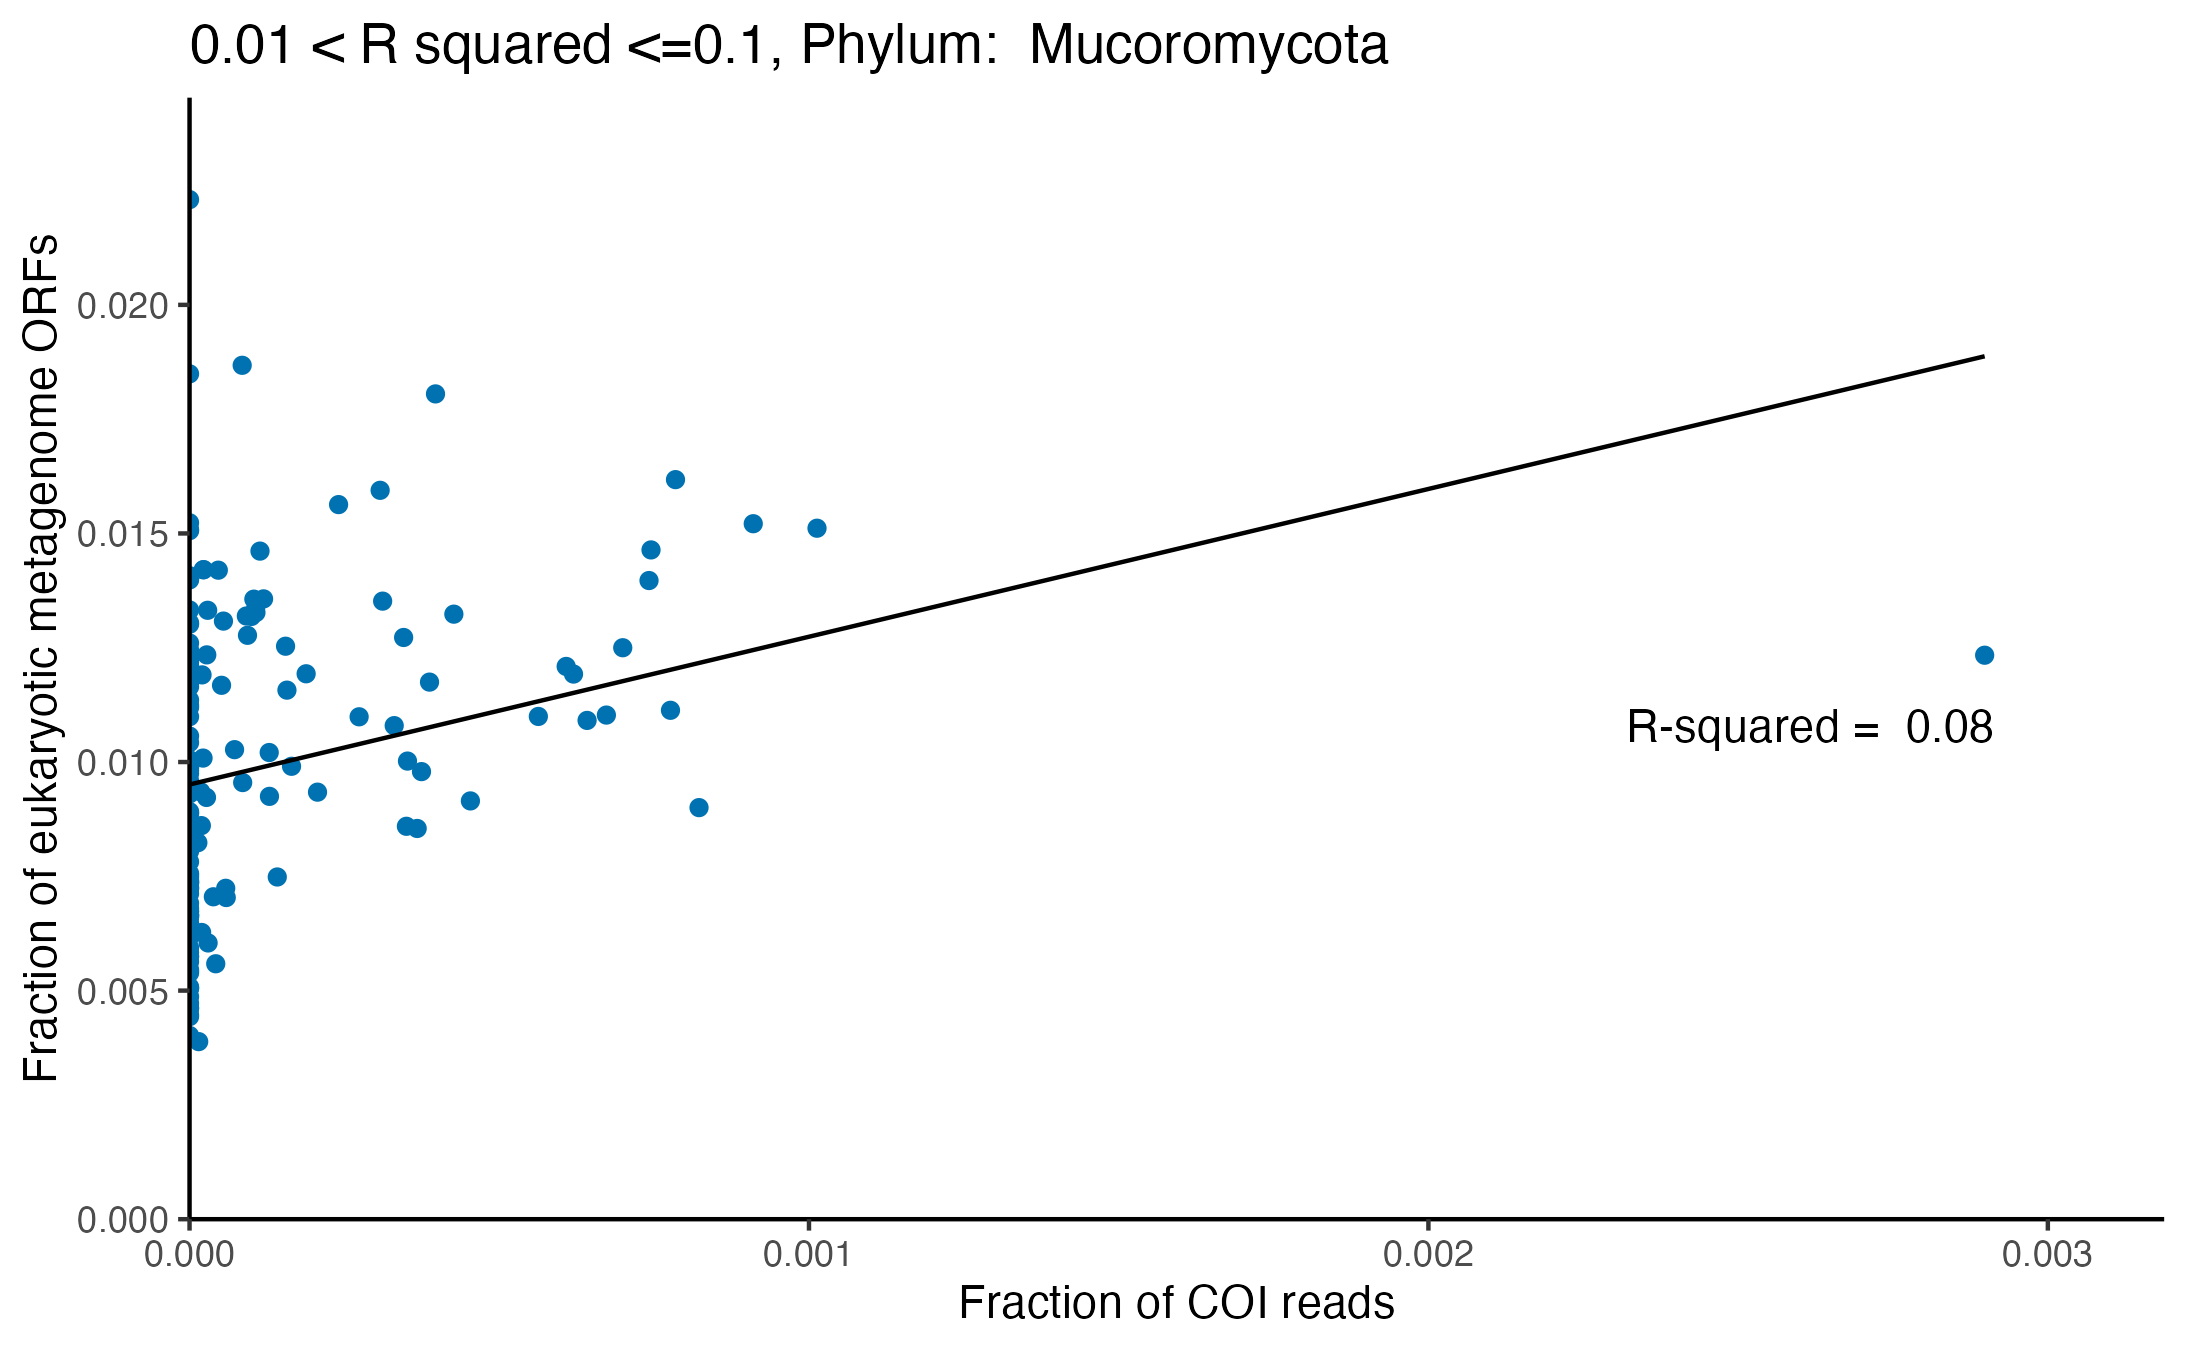 0.01 < R squared <=0.1, Phylum:  Mucoromycota
Fraction of eukaryotic metagenome ORFs
0.020
0.015
0.010
0.005
0.000
R-squared =  0.08
0.000 0.001 0.002 0.003
Fraction of COI reads